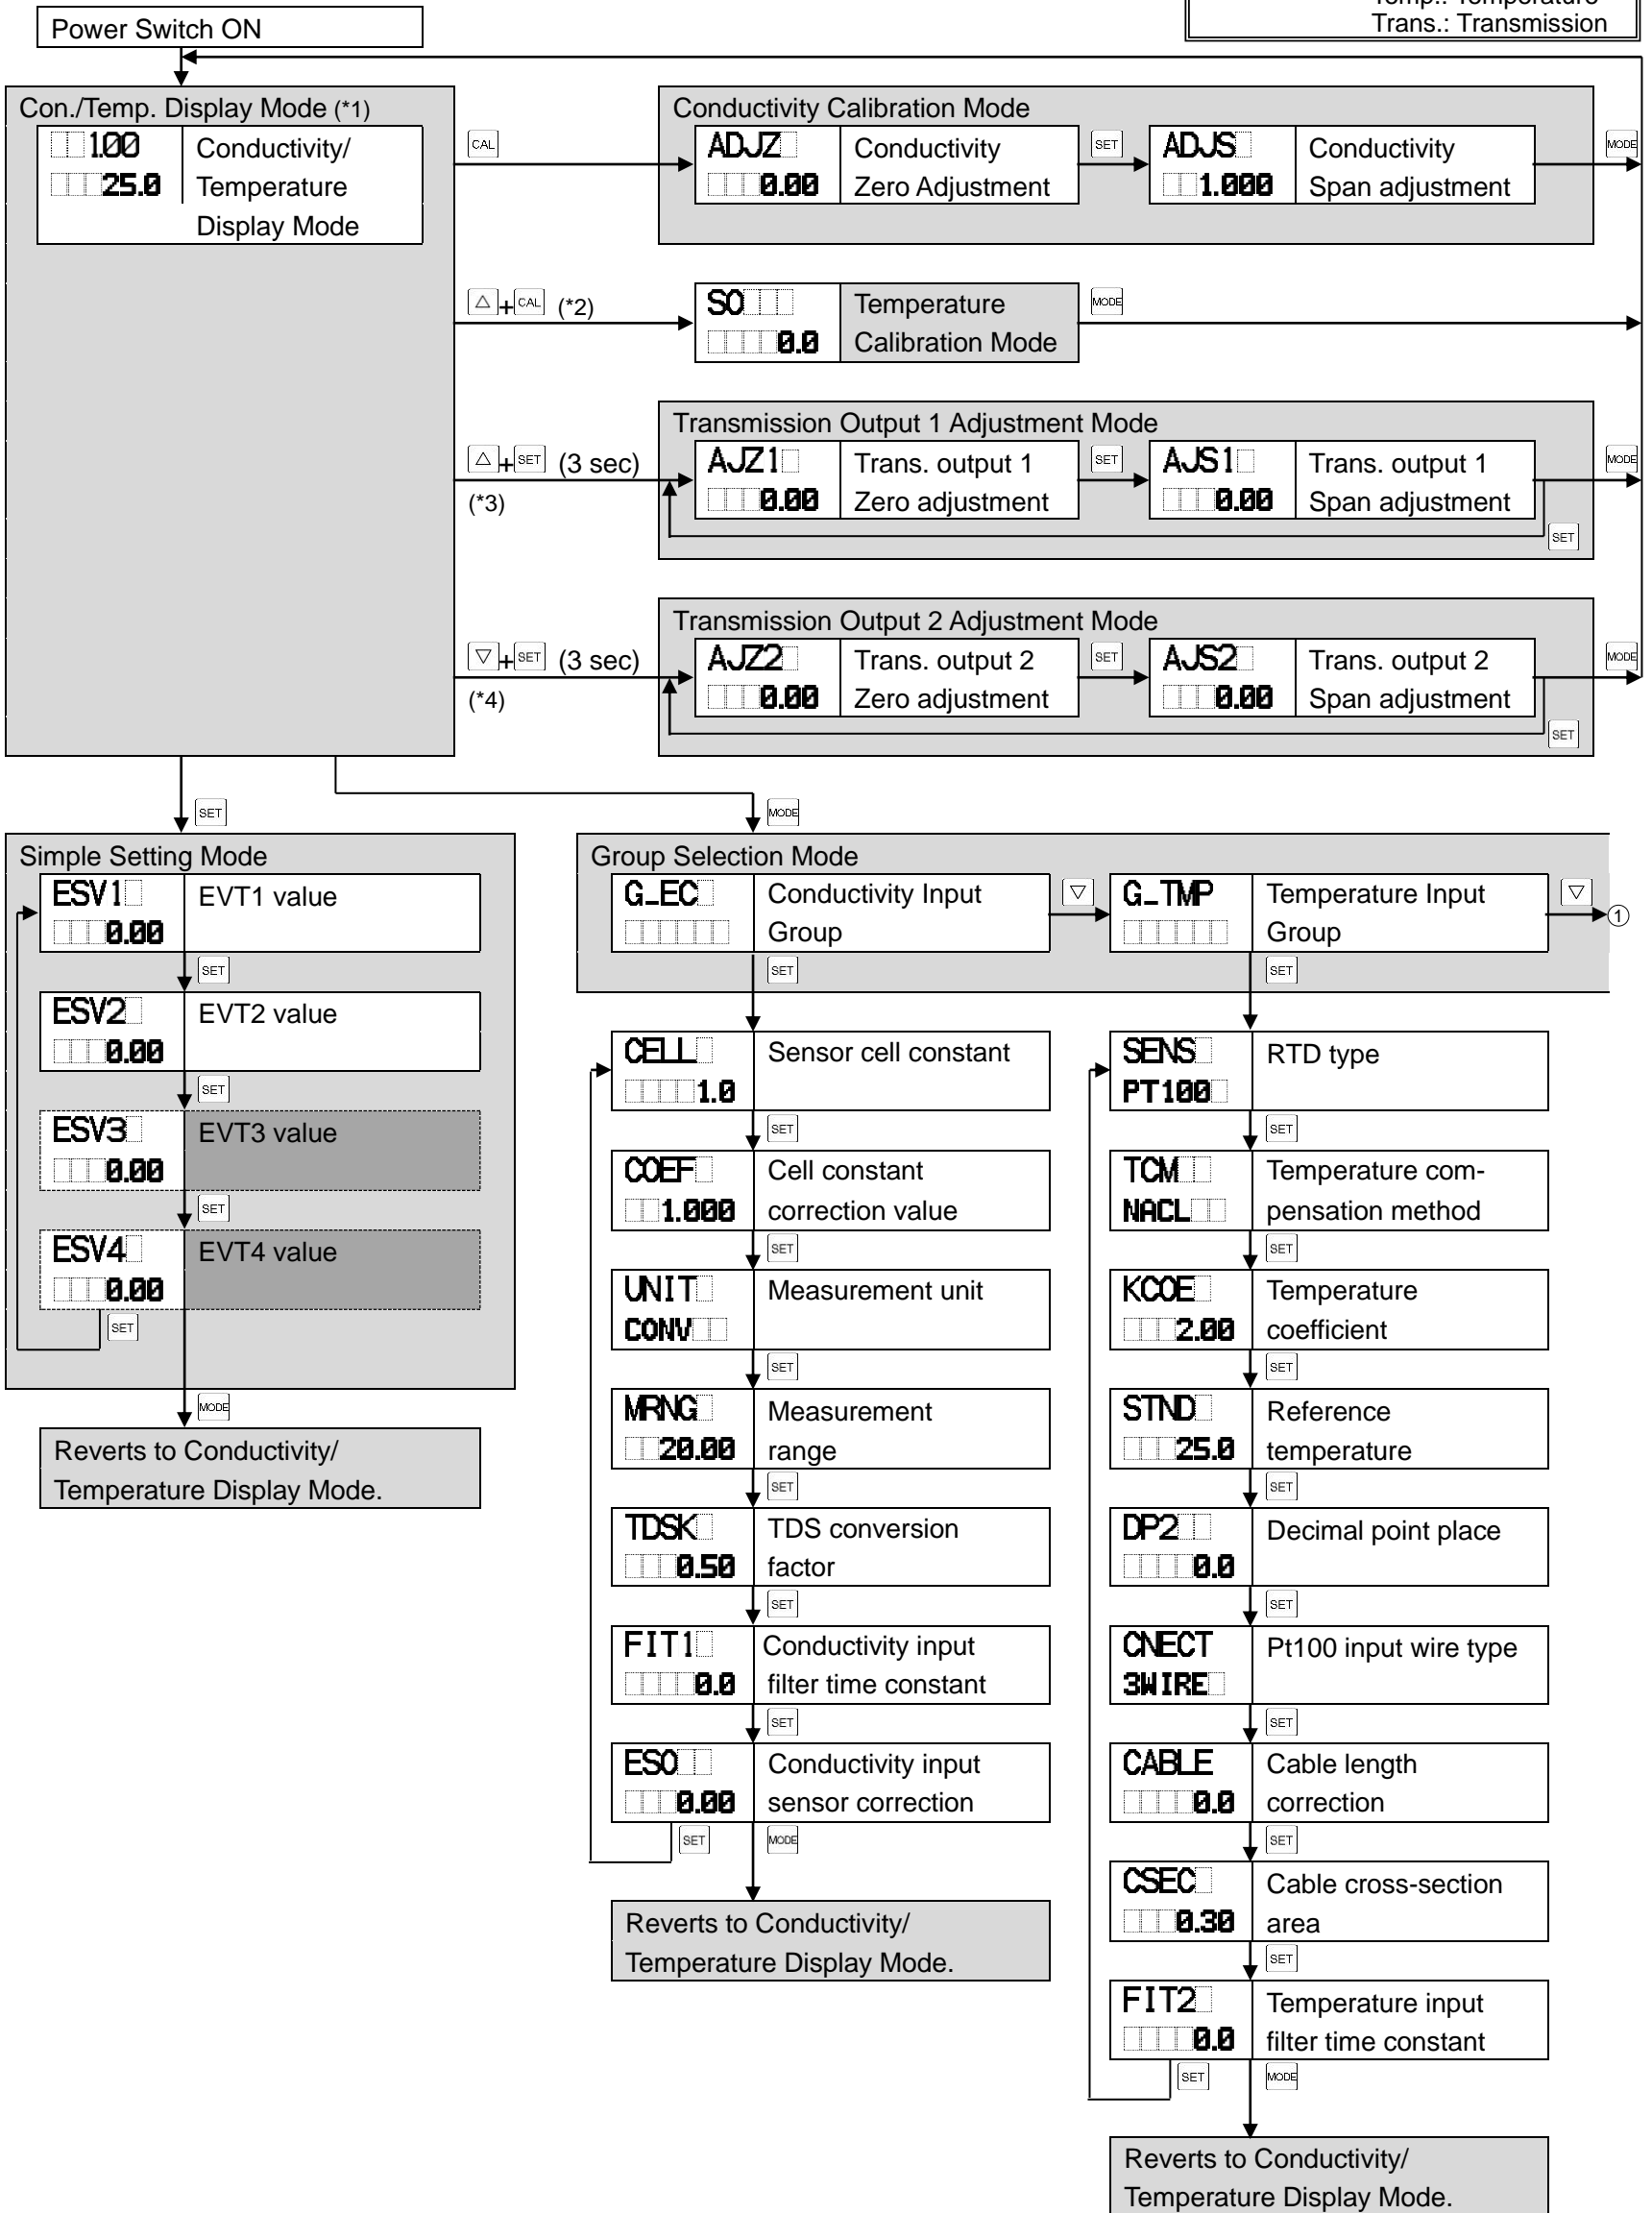 Temp.: Temperature
Trans.: Transmission
Power Switch ON
Con./Temp. Display Mode (*1)
1.00
25.0
Conductivity/
Temperature
Display Mode
CAL
Conductivity Calibration Mode
ADJZ
0.00
Conductivity
Zero Adjustment
SET
ADJS
1.000
Conductivity
Span adjustment
MODE
△+CAL (*2)
SO
0.0
Temperature
Calibration Mode
MODE
△+SET (3 sec)
(*3)
Transmission Output 1 Adjustment Mode
AJZ1
0.00
Trans. output 1
Zero adjustment
SET
AJS1
0.00
Trans. output 1
Span adjustment
MODE
SET
▽+SET (3 sec)
(*4)
Transmission Output 2 Adjustment Mode
AJZ2
0.00
Trans. output 2
Zero adjustment
SET
AJS2
0.00
Trans. output 2
Span adjustment
MODE
SET
SET
MODE
Simple Setting Mode
ESV1
0.00
EVT1 value
SET
ESV2
0.00
EVT2 value
SET
ESV3
0.00
EVT3 value
SET
ESV4
0.00
EVT4 value
SET
MODE
Reverts to Conductivity/
Temperature Display Mode.
Group Selection Mode
G_EC
Conductivity Input
Group
▽
G_TMP
Temperature Input
Group
▽
①
SET
SET
CELL
1.0
Sensor cell constant
SET
COEF
1.000
Cell constant
correction value
SET
UNIT
CONV
Measurement unit
SET
MRNG
20.00
Measurement
range
SET
TDSK
0.50
TDS conversion
factor
SET
FIT1
0.0
Conductivity input
filter time constant
SET
ESO
0.00
Conductivity input
sensor correction
SET
MODE
Reverts to Conductivity/
Temperature Display Mode.
SENS
PT100
RTD type
SET
TCM
NACL
Temperature com-
pensation method
SET
KCOE
2.00
Temperature
coefficient
SET
STND
25.0
Reference
temperature
SET
DP2
0.0
Decimal point place
SET
CNECT
3WIRE
Pt100 input wire type
SET
CABLE
0.0
Cable length
correction
SET
CSEC
0.30
Cable cross-section
area
SET
FIT2
0.0
Temperature input
filter time constant
SET
MODE
Reverts to Conductivity/
Temperature Display Mode.